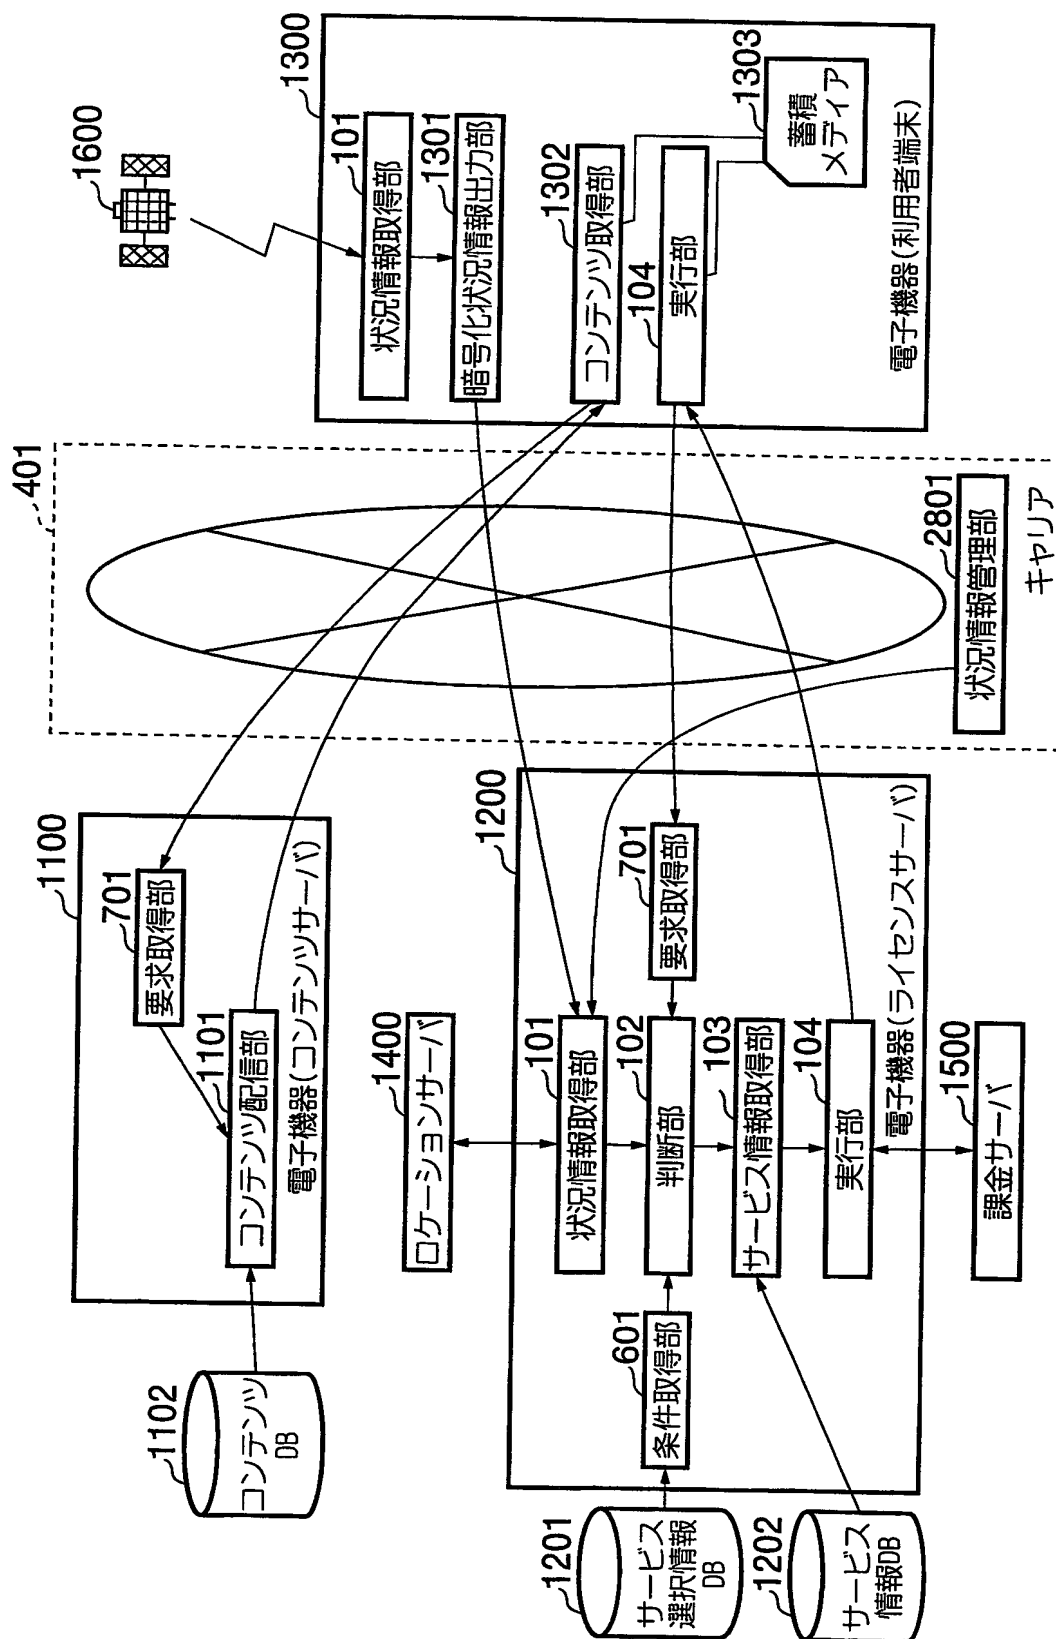 1102
コンテンツ
DB
1100
701
要求取得部
1101
コンテンツ配信部
電子機器(コンテンツサーバ)
1400
ロケーションサーバ
1201
サービス
選択情報
DB
1202
サービス
情報DB
1200
601
条件取得部
101
状況情報取得部
102
判断部
103
サービス情報取得部
104
実行部
701
要求取得部
電子機器(ライセンスサーバ)
1500
課金サーバ
401
2801
状況情報管理部
キャリア
1600
1300
101
状況情報取得部
1301
暗号化状況情報出力部
1302
コンテンツ取得部
104
実行部
1303
蓄積
メディア
電子機器(利用者端末)